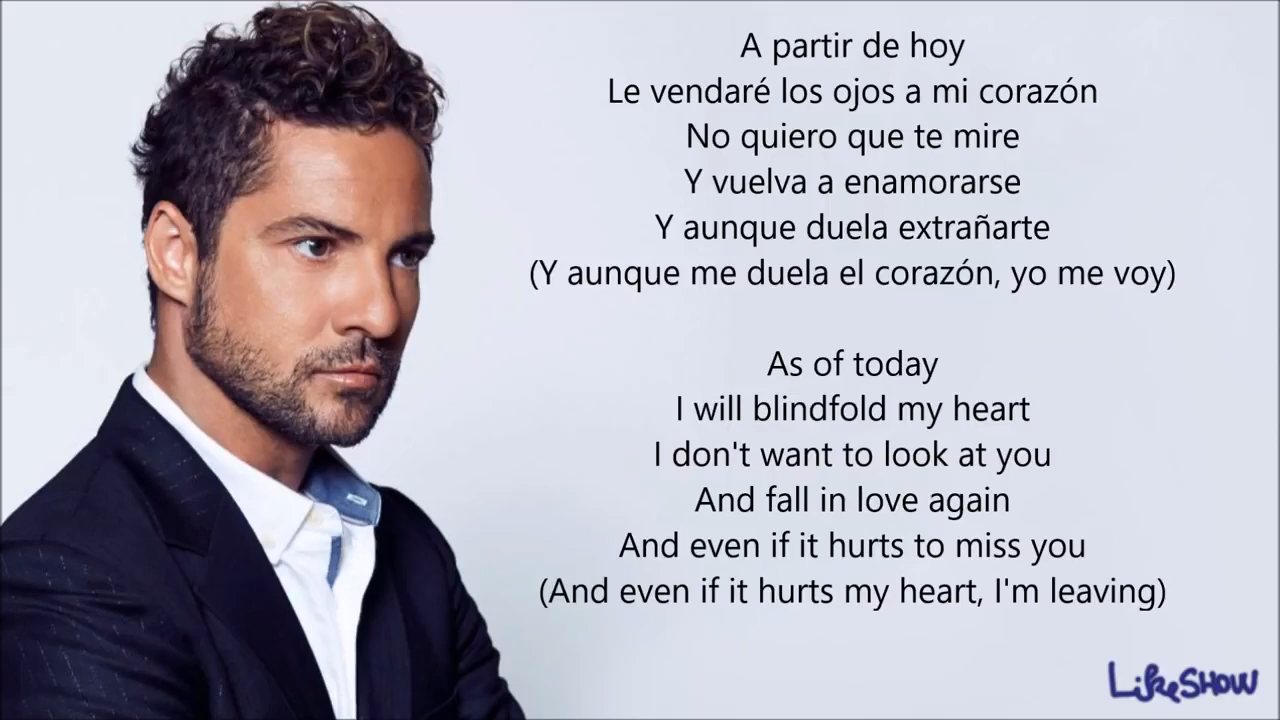 A partir de hoy
Le vendaré los ojos a mi corazón
No quiero que te mire
Y vuelva a enamorarse
Y aunque duela extrañarte
(Y aunque me duela el corazón, yo me voy)
As of today
I will blindfold my heart
I don't want to look at you
And fall in love again
And even if it hurts to miss you
(And even if it hurts my heart, I'm leaving)
LikeSHOW